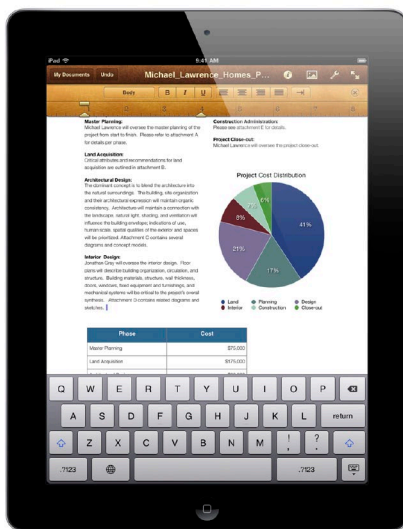 iPad
9:41 AM
My Documents
Undo
Michael_Lawrence_Homes_P...
Body
B I U
Master Planning:
Michael Lawrence will oversee the master planning of the
project from start to finish. Please refer to attachment A
for details per phase.
Land Acquisition:
Critical attributes and recommendations for land
acquisition are outlined in attachment B.
Architectural Design:
The dominant concept is to blend the architecture into
the natural surroundings. The building, site organization
and their architectural expression will maintain organic
consistency. Architecture will maintain a connection with
the landscape, natural light, shading, and ventilation will
influence the building envelope; indications of use,
human-scale, spatial qualities of the exterior and spaces
will be prioritized. Attachment C contains several
diagrams and concept models.
Interior Design:
Jonathan Gray will oversee the interior design. Floor
plans will describe building organization, circulation, and
structure. Building materials, structure, wall thickness,
doors, windows, fixed equipment and furnishings, and
mechanical systems will be critical to the project's overall
synthesis. Attachment D contains related diagrams and
sketches.
Construction Administration:
Please see attachment E for details.
Project Close-out:
Michael Lawrence will oversee the project close-out.
Project Cost Distribution
6%
7%
8%
41%
21%
17%
Land Planning Design
Interior Construction Close-out
Phase Cost
Master Planning $75,000
Land Acquisition $175,000
Q W E R T Y U I O P
A S D F G H J K L return
Z X C V B N M ! , ? .
.?123 .?123